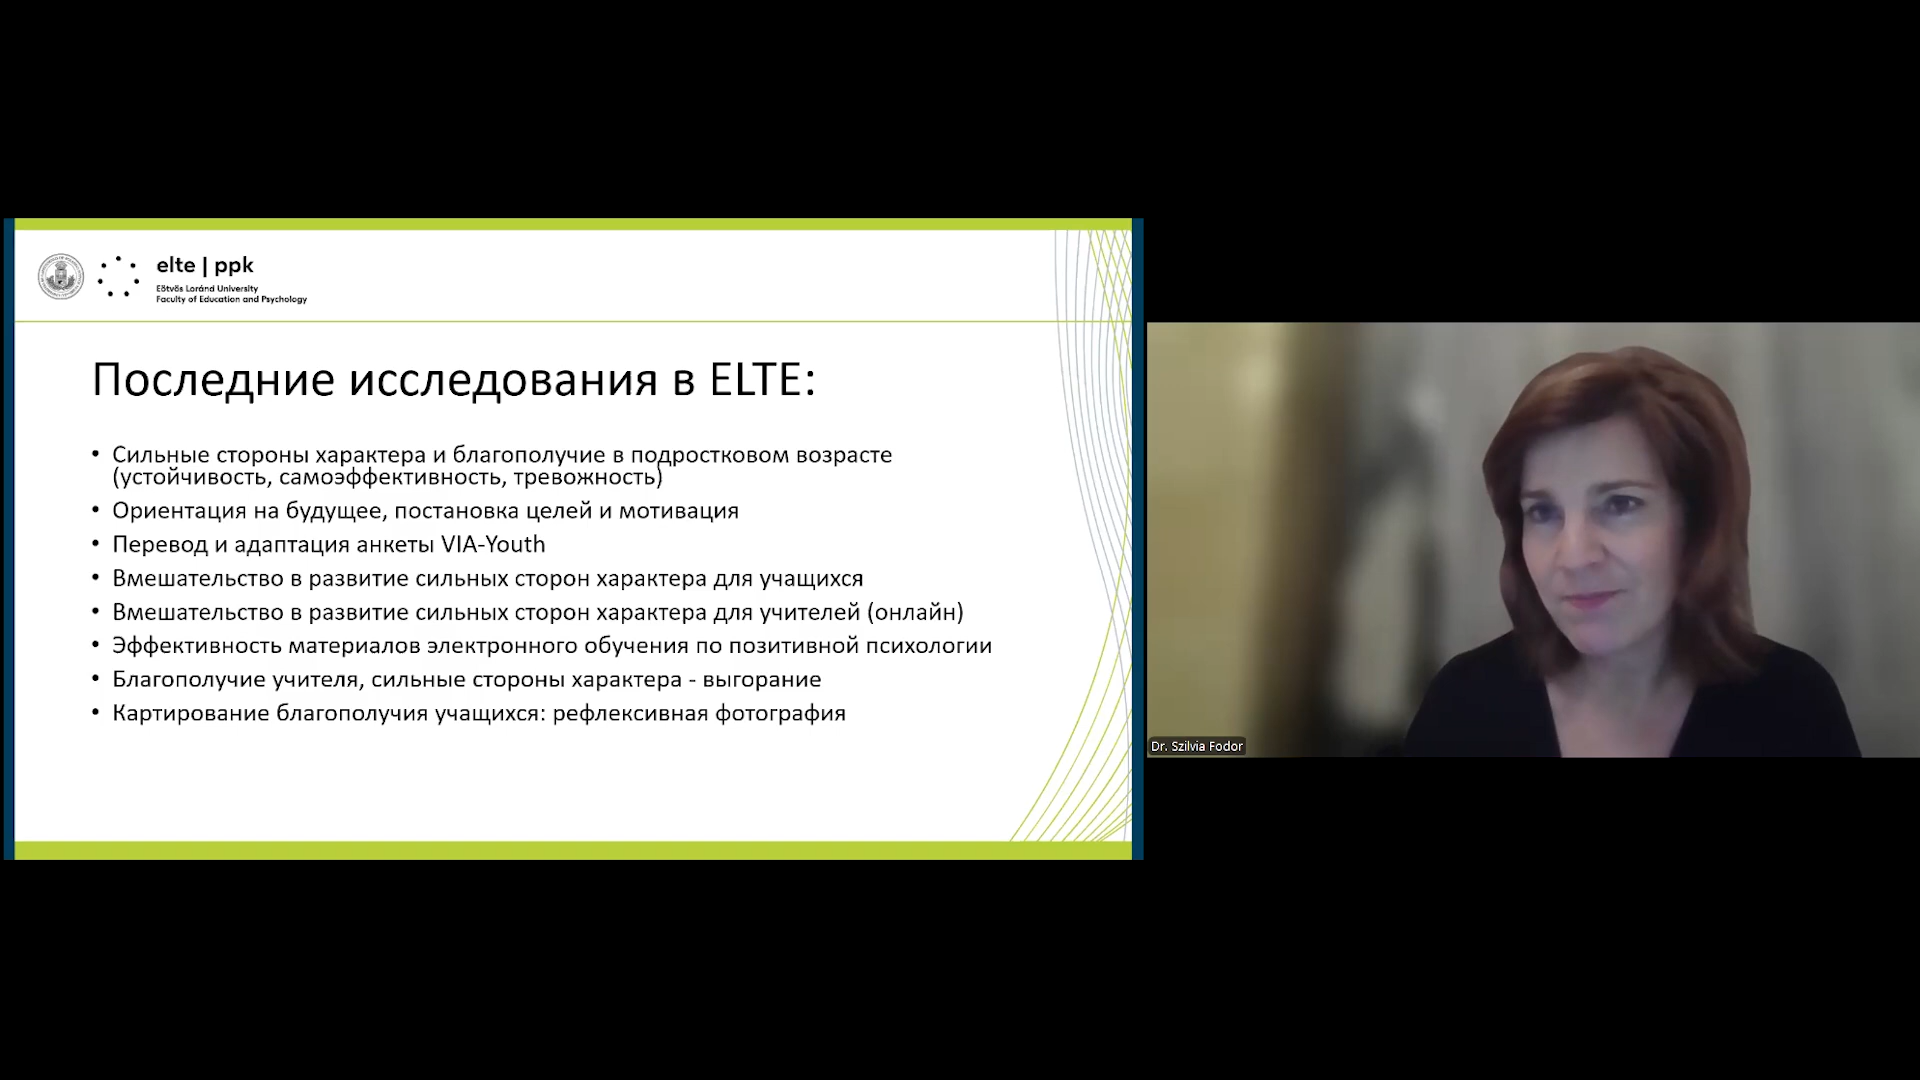 elte | ppk
Eötvös Loránd University
Faculty of Education and Psychology
Последние исследования в ELTE:
• Сильные стороны характера и благополучие в подростковом возрасте
(устойчивость, самоэффективность, тревожность)
• Ориентация на будущее, постановка целей и мотивация
• Перевод и адаптация анкеты VIA-Youth
• Вмешательство в развитие сильных сторон характера для учащихся
• Вмешательство в развитие сильных сторон характера для учителей (онлайн)
• Эффективность материалов электронного обучения по позитивной психологии
• Благополучие учителя, сильные стороны характера - выгорание
• Картирование благополучия учащихся: рефлексивная фотография
Dr. Szilvia Fodor